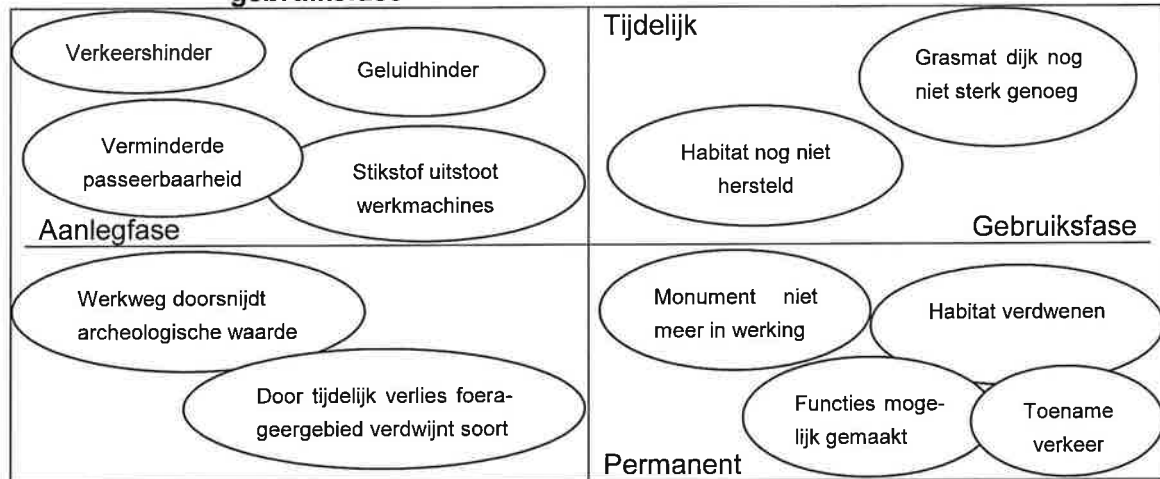 Verkeershinder
Geluidhinder
Verminderde
passeerbaarheid
Stikstof uitstoot
werkmachines
Aanlegfase
Tijdelijk
Grasmat dijk nog
niet sterk genoeg
Habitat nog niet
hersteld
Gebruiksfase
Werkweg doorsnijdt
archeologische waarde
Door tijdelijk verlies foera-
geergebied verdwijnt soort
Monument niet
meer in werking
Habitat verdwenen
Functies moge-
lijk gemaakt
Toename
verkeer
Permanent